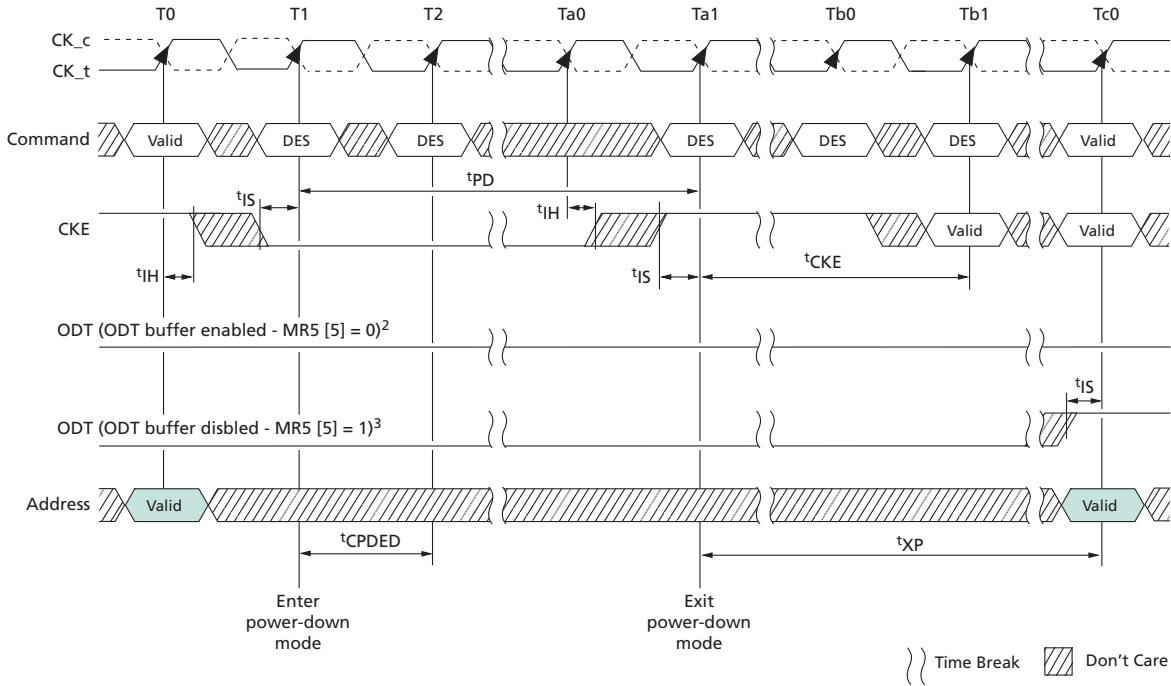 T0 T1 T2 Ta0 Ta1 Tb0 Tb1 Tc0
CK_c
CK_t
Command Valid DES DES DES DES DES Valid
tPD
tIS tIH
CKE Valid Valid
tIH tIS tCKE
ODT (ODT buffer enabled - MR5 [5] = 0)2
tIS
ODT (ODT buffer disbled - MR5 [5] = 1)3
Address Valid Valid
tCPDED tXP
Enter
power-down
mode
Exit
power-down
mode
Time Break Don't Care